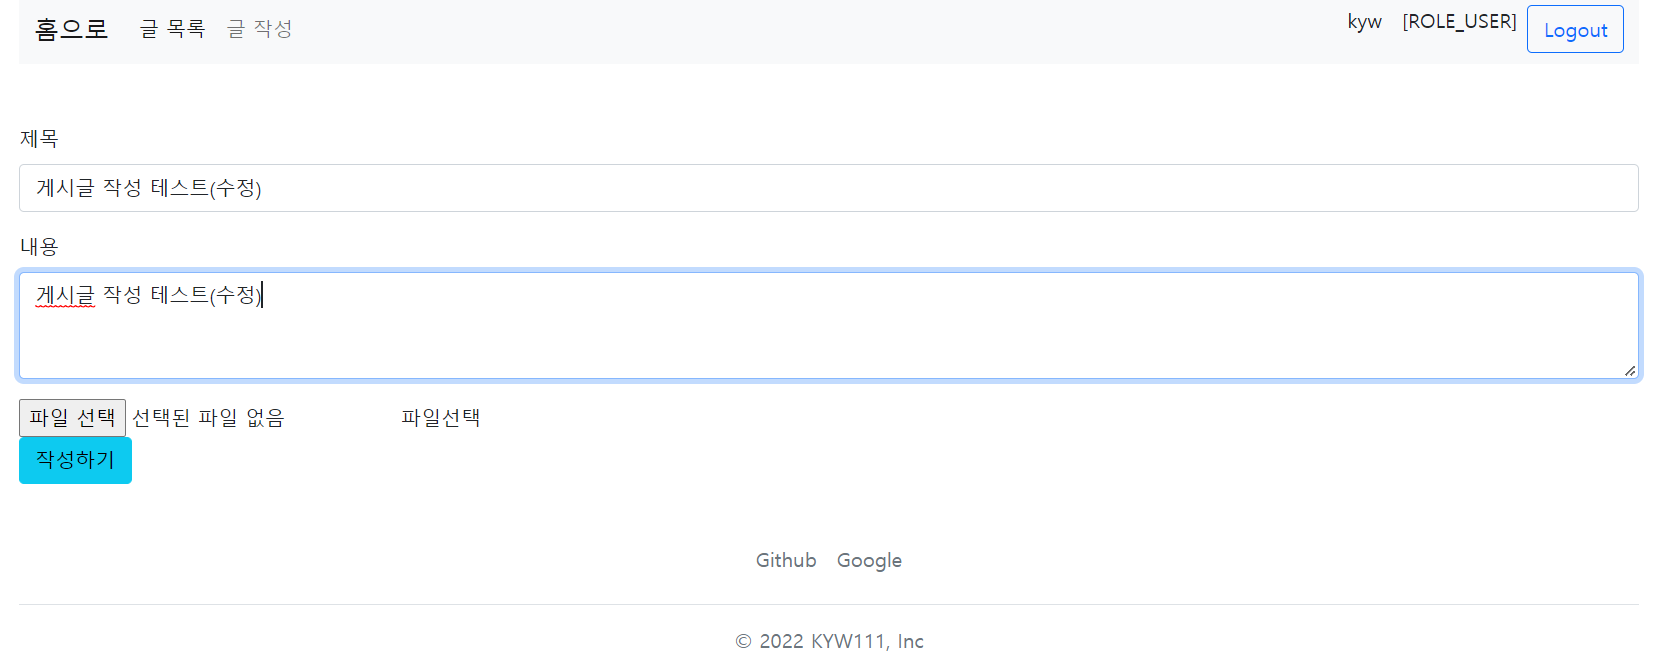 홈으로 글 목록 글 작성 kyw [ROLE_USER] Logout
제목
게시글 작성 테스트(수정)
내용
게시글 작성 테스트(수정)
파일 선택 선택된 파일 없음 파일선택
작성하기
Github Google
© 2022 KYW111, Inc